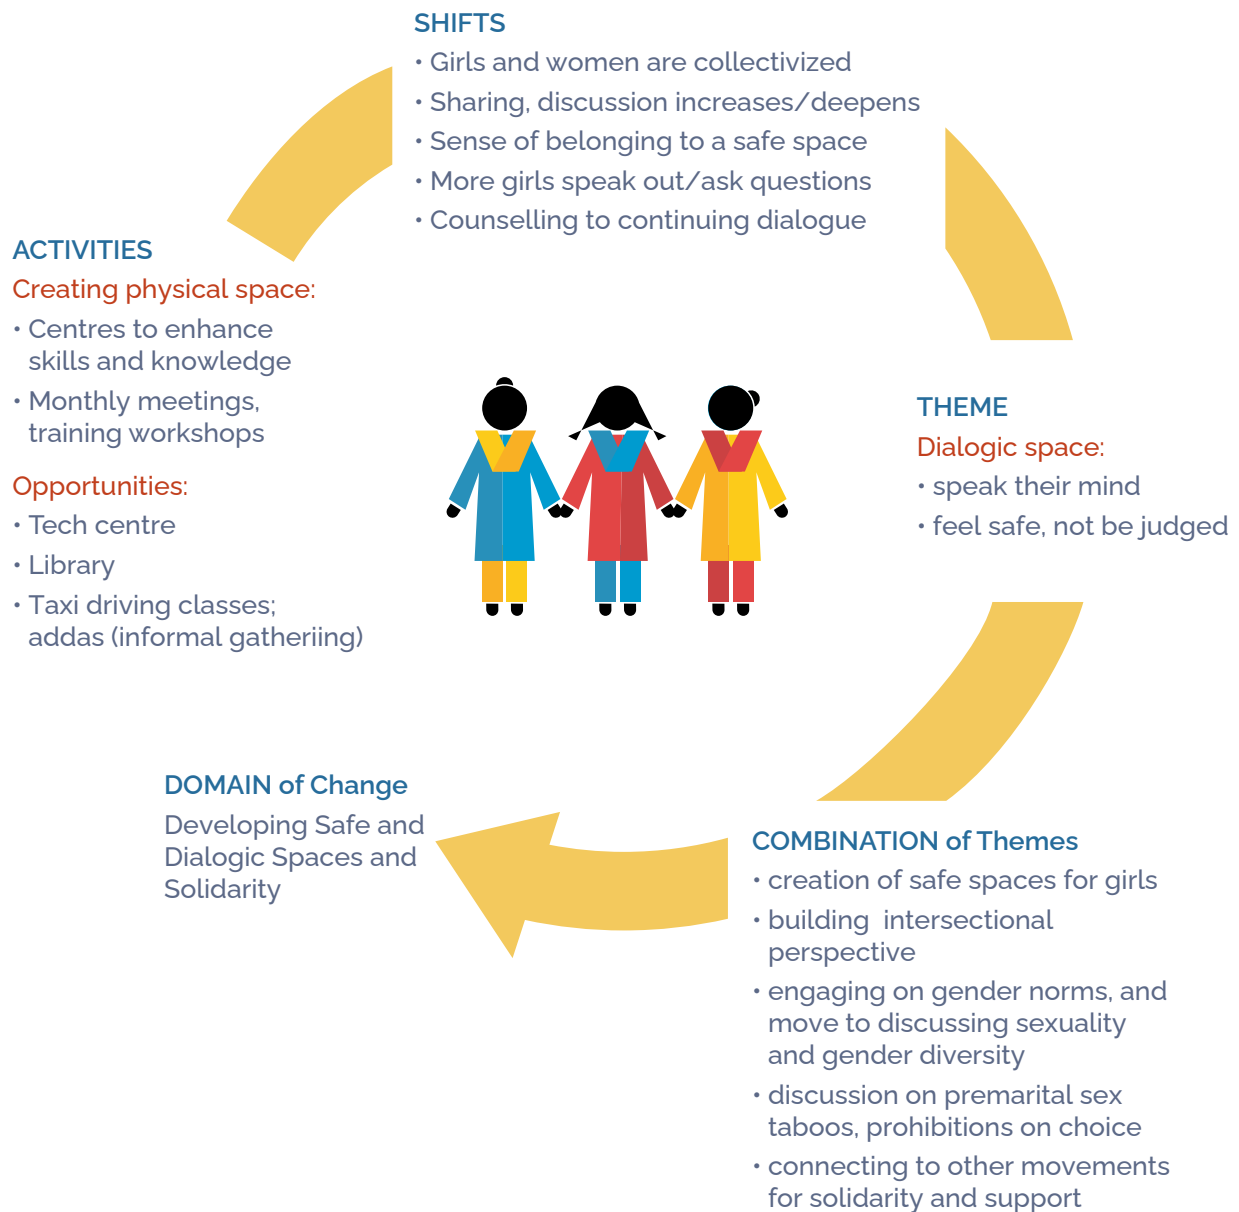 SHIFTS
• Girls and women are collectivized
• Sharing, discussion increases/deepens
• Sense of belonging to a safe space
• More girls speak out/ask questions
• Counselling to continuing dialogue
ACTIVITIES
Creating physical space:
• Centres to enhance
skills and knowledge
• Monthly meetings,
training workshops
Opportunities:
• Tech centre
• Library
• Taxi driving classes;
addas (informal gatheriing)
THEME
Dialogic space:
• speak their mind
• feel safe, not be judged
COMBINATION of Themes
• creation of safe spaces for girls
• building intersectional
perspective
• engaging on gender norms, and
move to discussing sexuality
and gender diversity
• discussion on premarital sex
taboos, prohibitions on choice
• connecting to other movements
for solidarity and support
DOMAIN of Change
Developing Safe and
Dialogic Spaces and
Solidarity